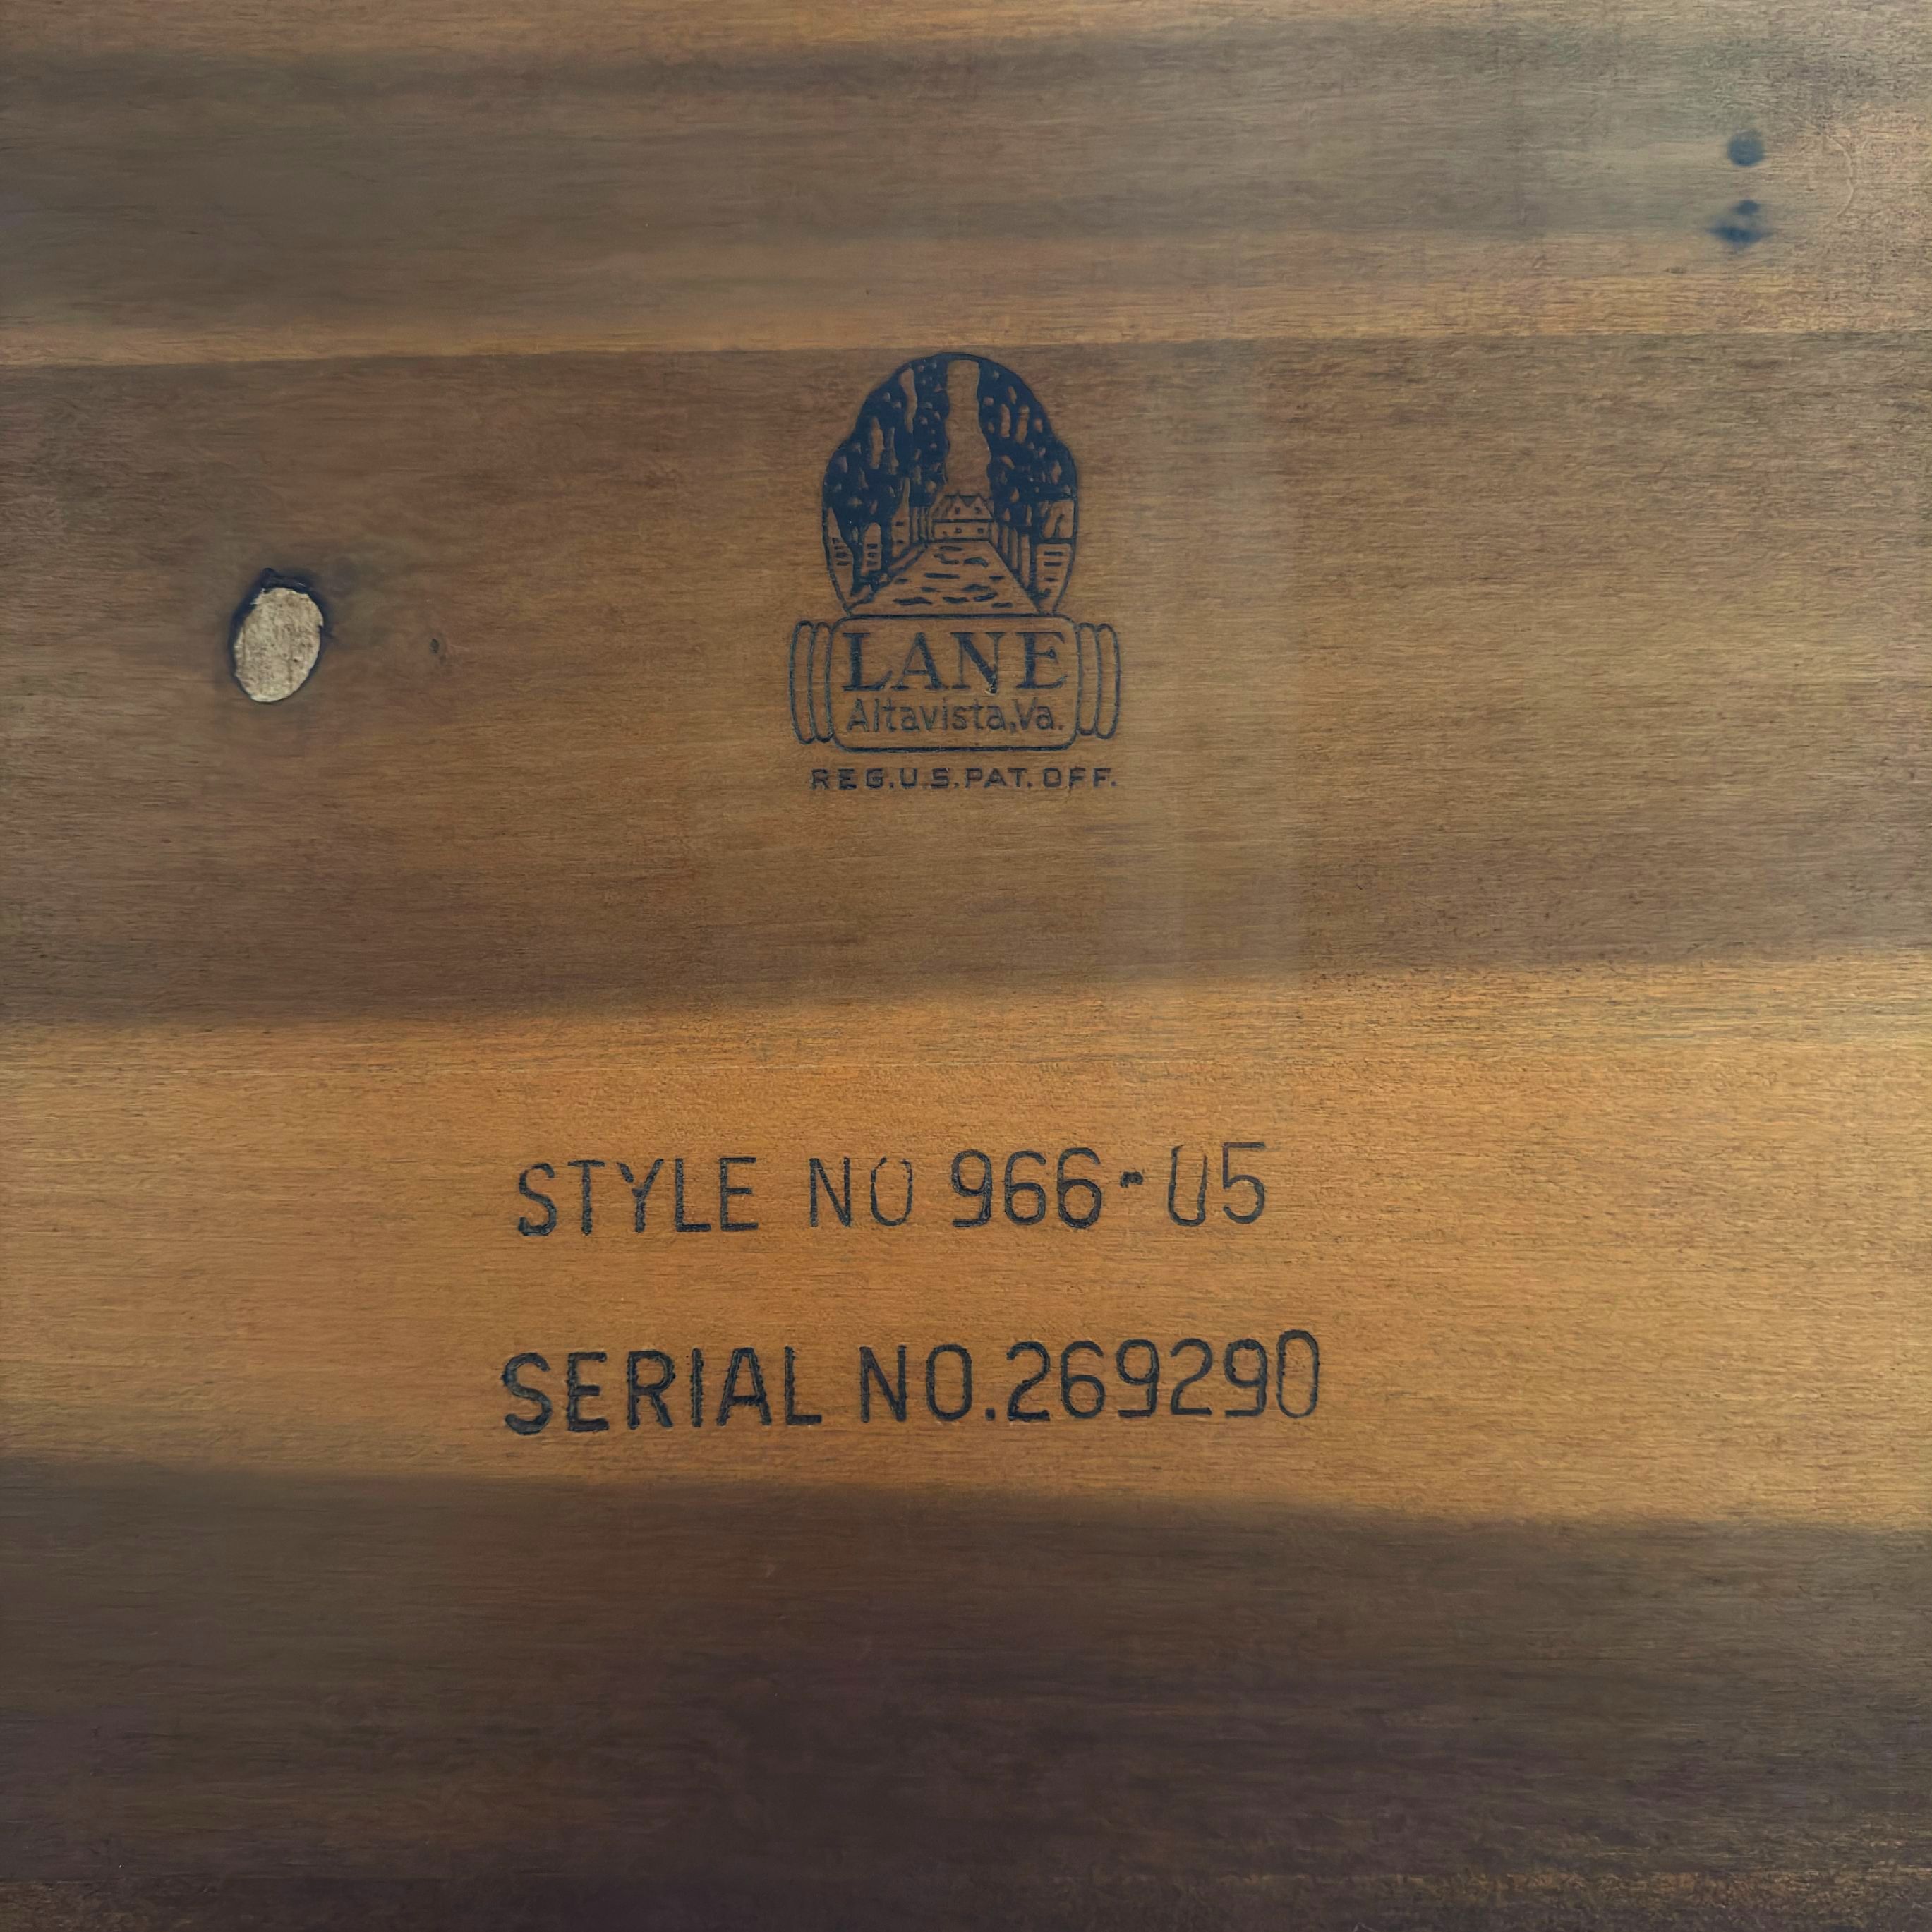 LANE
Altavista,Va.
REG.U.S.PAT.OFF.
STYLE NO 966-05
SERIAL NO.269290